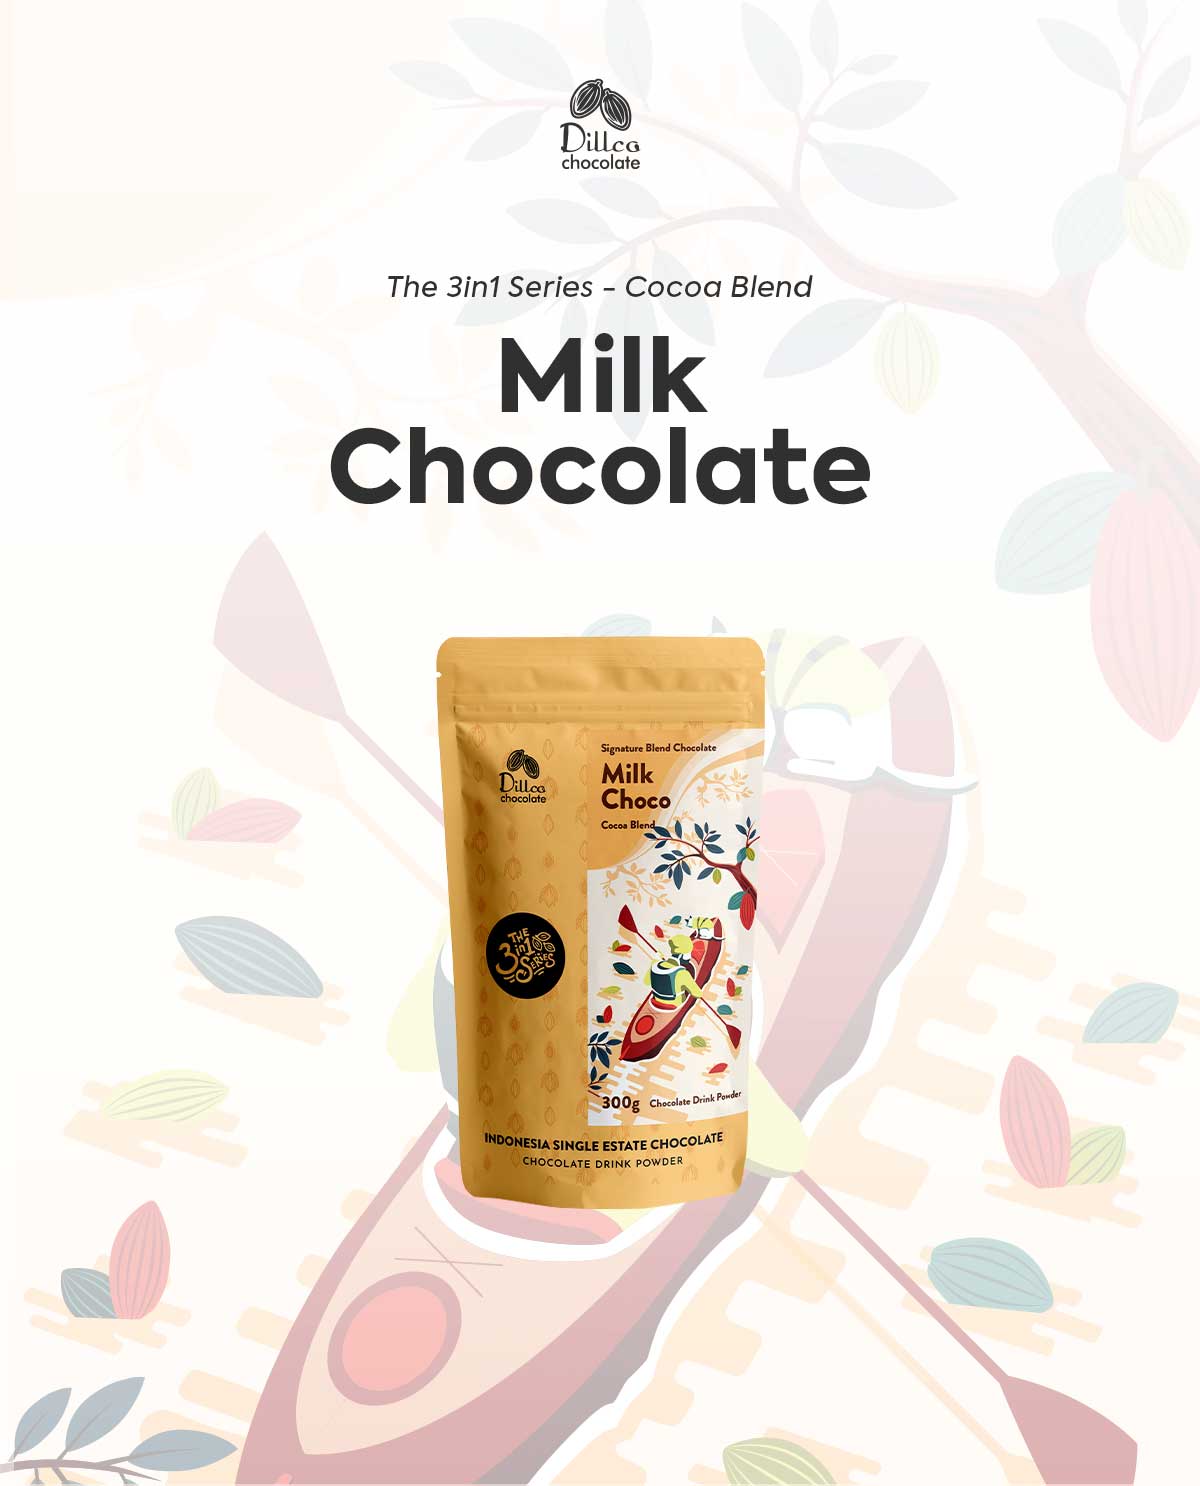 Dillco
chocolate
The 3in1 Series - Cocoa Blend
Milk
Chocolate
Signature Blend Chocolate
Milk
Choco
Cocoa Blend
Dillco
chocolate
THE
3in1
SERIES
300g Chocolate Drink Powder
INDONESIA SINGLE ESTATE CHOCOLATE
CHOCOLATE DRINK POWDER